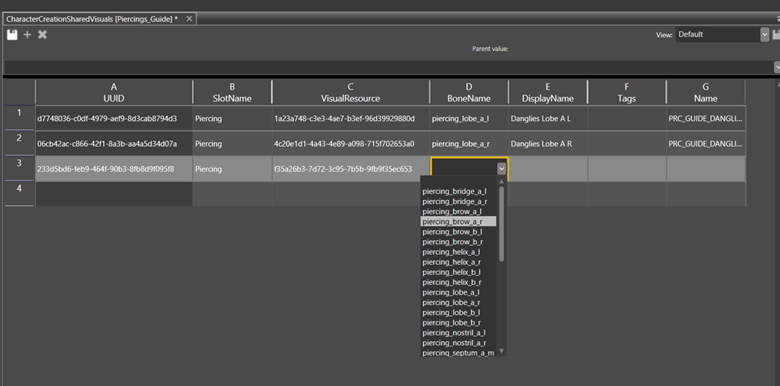 CharacterCreationSharedVisuals [Piercings_Guide] *
View: Default
Parent value:
A B C D E F G
UUID SlotName VisualResource BoneName DisplayName Tags Name
1 d7748036-c0df-4979-aef9-8d3cab8794d3 Piercing 1a23a748-c3e3-4ae7-b3ef-96d39929880d piercing_lobe_a_l Danglies Lobe A L PRC_GUIDE_DANGLI...
2 06cb42ac-c866-42f1-8a3b-aa4a5d34d07a Piercing 4c20e1d1-4a43-4e89-a098-715f702653a0 piercing_lobe_a_r Danglies Lobe A R PRC_GUIDE_DANGLI...
3 233d5bd6-feb9-464f-90b3-8fb8d9f095f8 Piercing f35a26b3-7d72-3c95-7b5b-9fb9f35ec653
4
piercing_bridge_a_l
piercing_bridge_a_r
piercing_brow_a_l
piercing_brow_a_r
piercing_brow_b_l
piercing_brow_b_r
piercing_helix_a_l
piercing_helix_a_r
piercing_helix_b_l
piercing_helix_b_r
piercing_lobe_a_l
piercing_lobe_a_r
piercing_lobe_b_l
piercing_lobe_b_r
piercing_nostril_a_l
piercing_nostril_a_r
piercing_septum_a_m